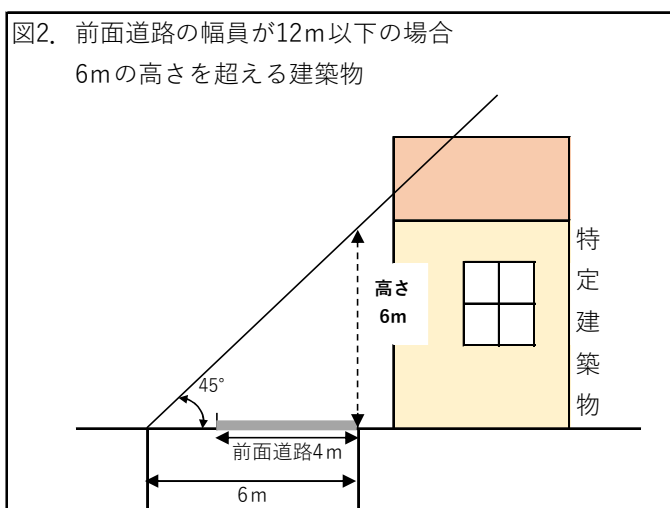 図2．前面道路の幅員が12ｍ以下の場合
6ｍの高さを超える建築物
特定建築物
高さ
6m
45°
前面道路4ｍ
6ｍ